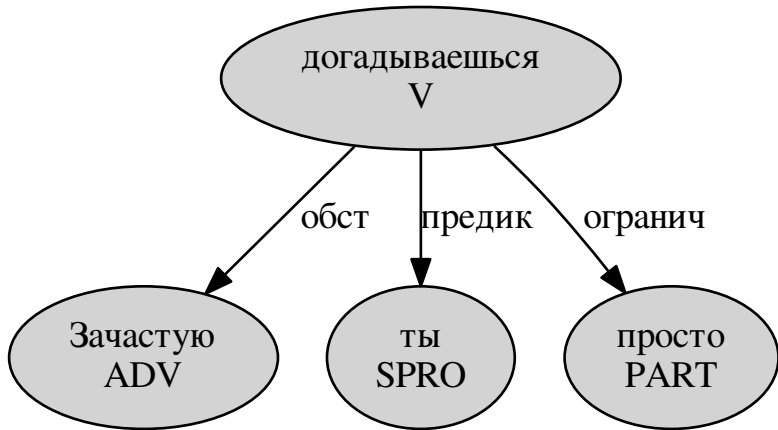 догадываешься
V
обст
предик
огранич
Зачастую
ADV
ты
SPRO
просто
PART